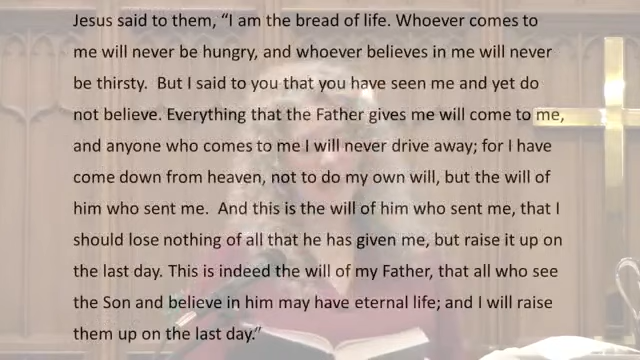 Jesus said to them, “I am the bread of life. Whoever comes to
me will never be hungry, and whoever believes in me will never
be thirsty.  But I said to you that you have seen me and yet do
not believe. Everything that the Father gives me will come to me,
and anyone who comes to me I will never drive away; for I have
come down from heaven, not to do my own will, but the will of
him who sent me.  And this is the will of him who sent me, that I
should lose nothing of all that he has given me, but raise it up on
the last day. This is indeed the will of my Father, that all who see
the Son and believe in him may have eternal life; and I will raise
them up on the last day.”